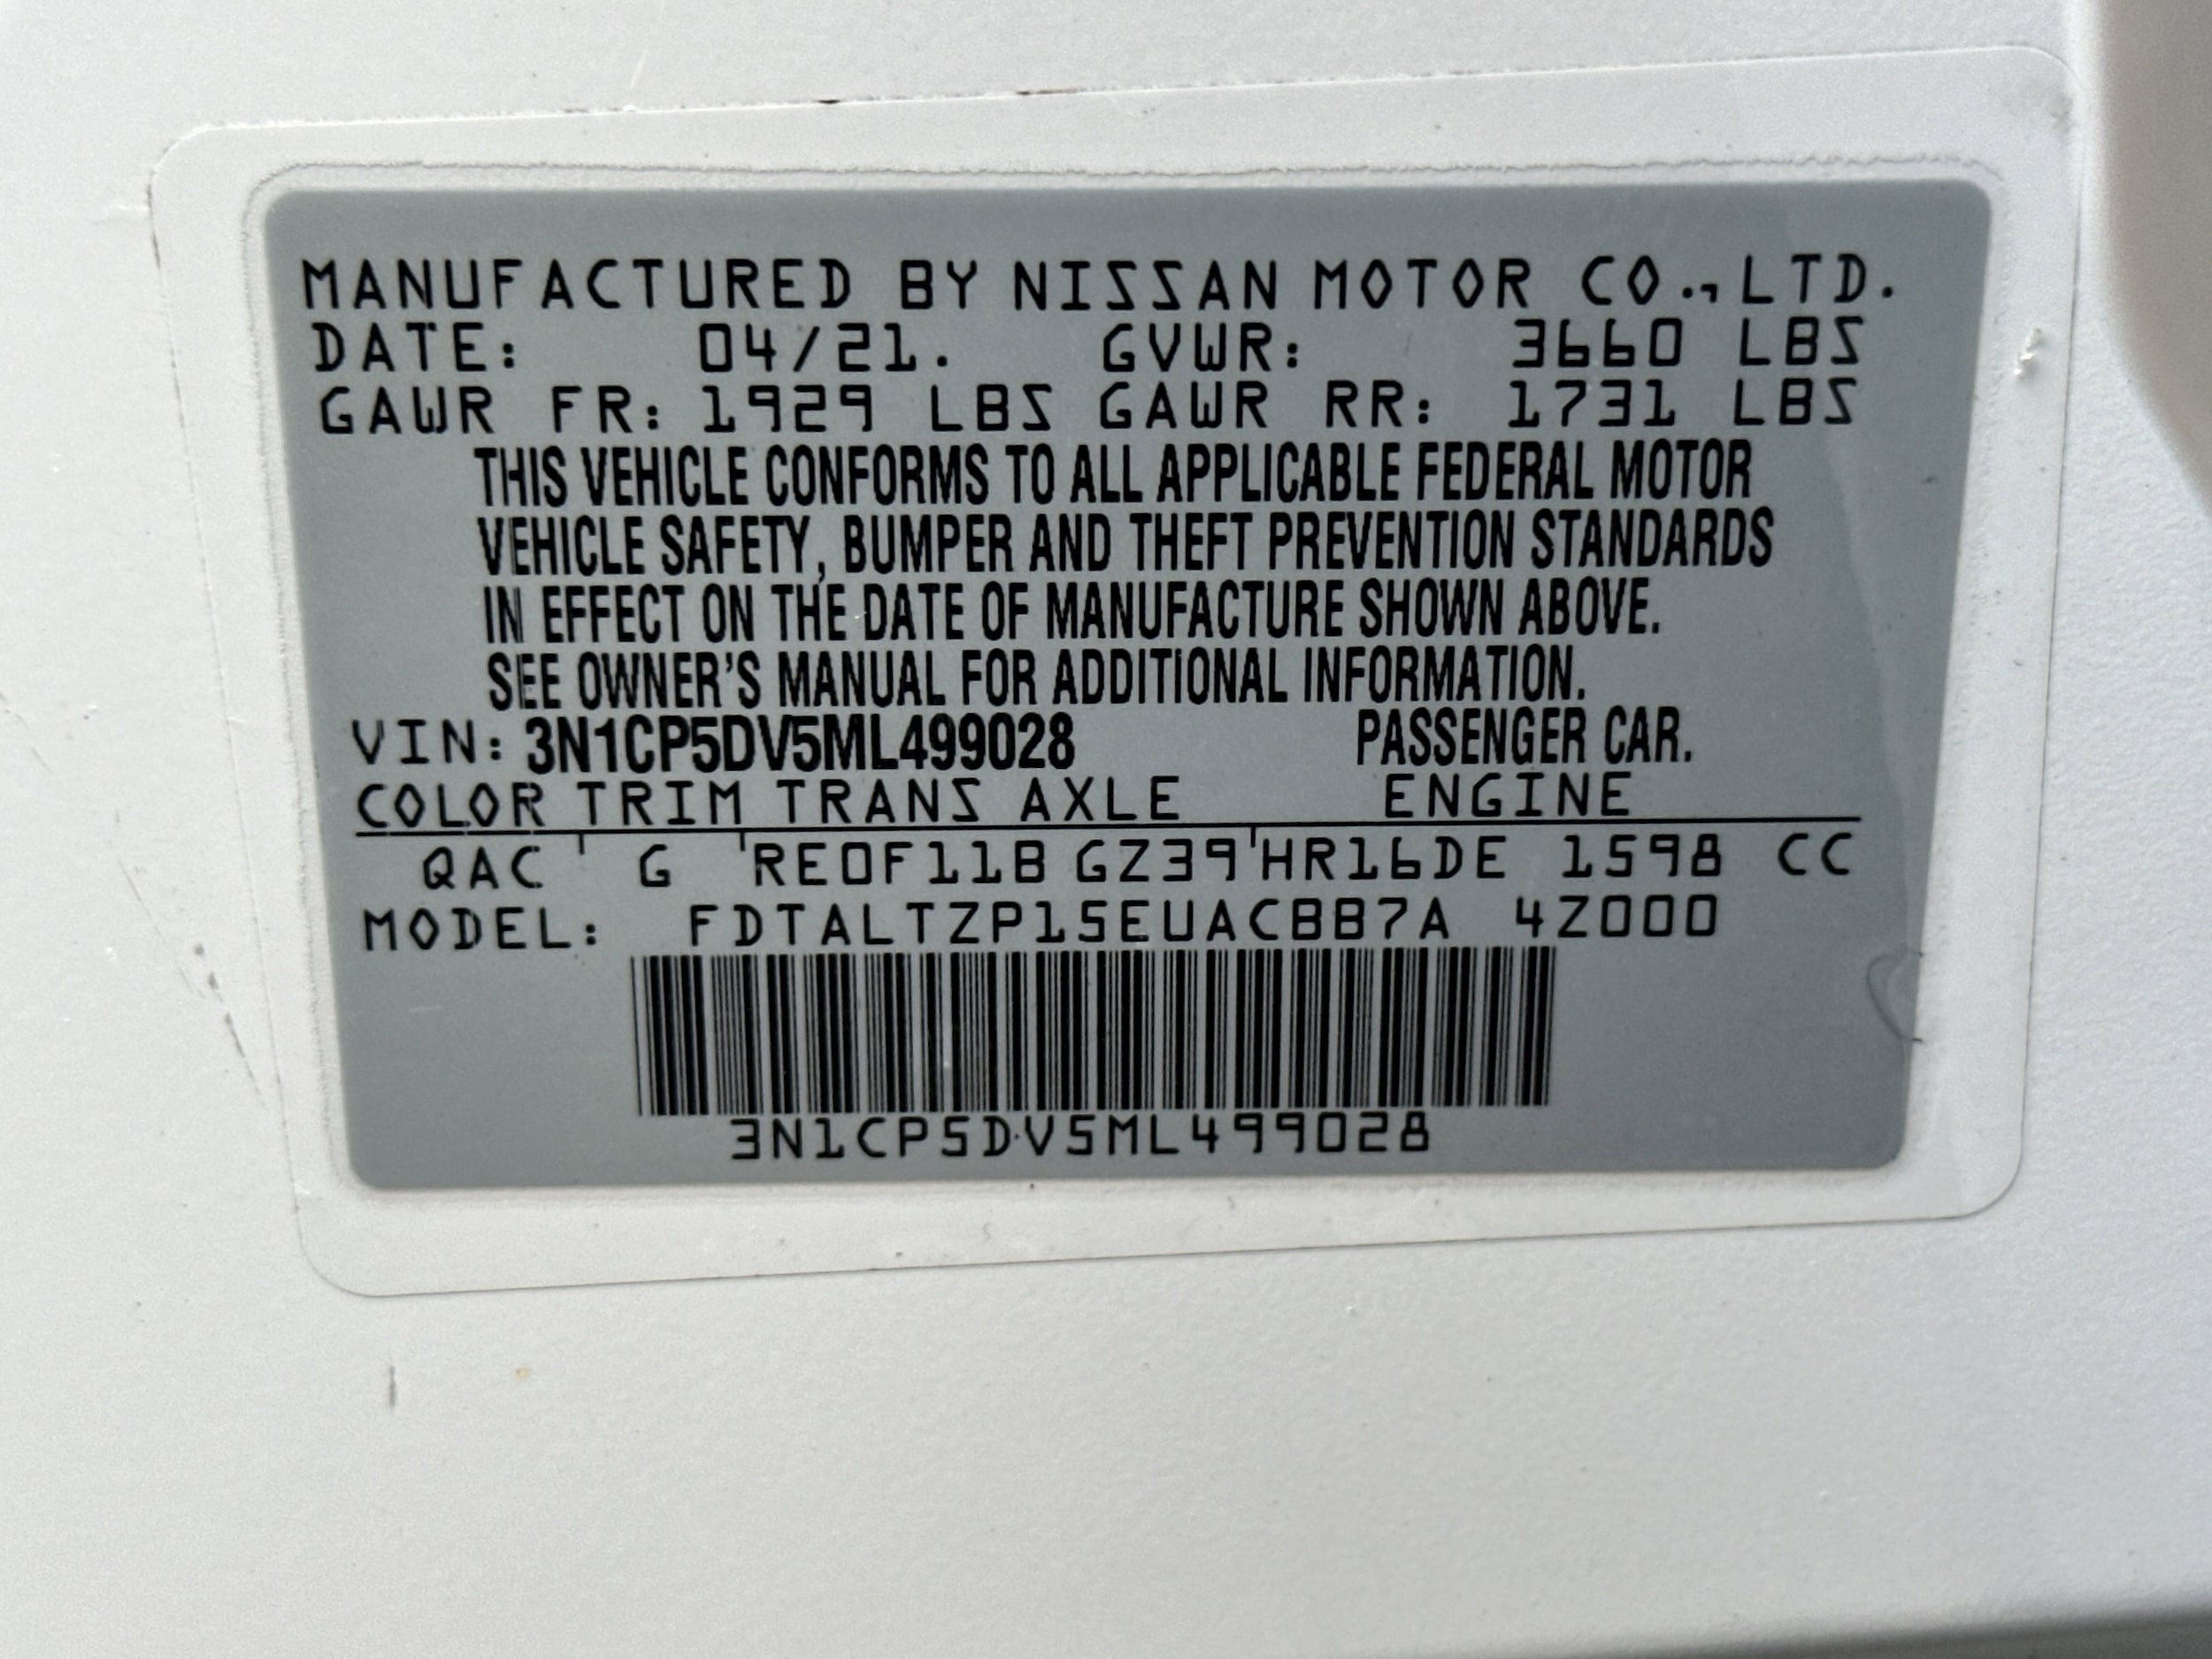 MANUFACTURED BY NISSAN MOTOR CO.,LTD.
DATE: 04/21. GVWR: 3660 LBS
GAWR FR: 1929 LBS GAWR RR: 1731 LBS
THIS VEHICLE CONFORMS TO ALL APPLICABLE FEDERAL MOTOR
VEHICLE SAFETY, BUMPER AND THEFT PREVENTION STANDARDS
IN EFFECT ON THE DATE OF MANUFACTURE SHOWN ABOVE.
SEE OWNER'S MANUAL FOR ADDITIONAL INFORMATION.
VIN: 3N1CP5DV5ML499028 PASSENGER CAR.
COLOR TRIM TRANS AXLE ENGINE
QAC G RE0F11B GZ39 HR16DE 1598 CC
MODEL: FDTALTZP15EUACBB7A 4Z000
3N1CP5DV5ML499028